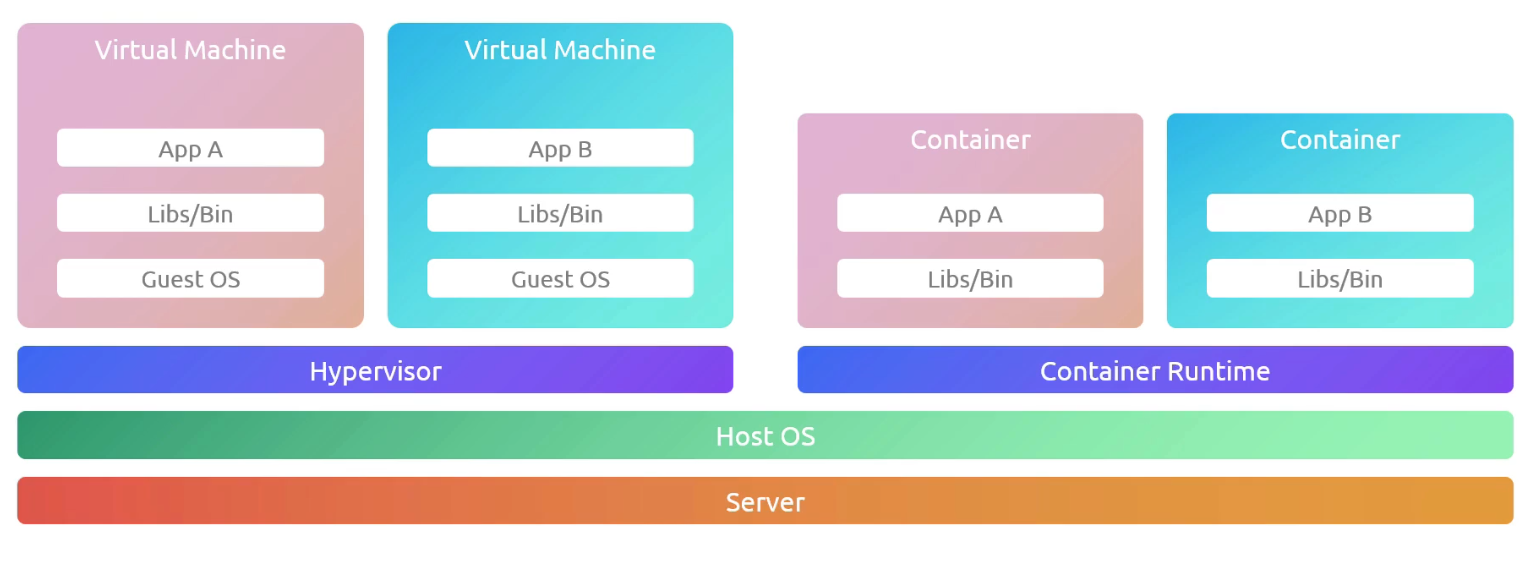 Virtual Machine
App A
Libs/Bin
Guest OS
Virtual Machine
App B
Libs/Bin
Guest OS
Hypervisor
Container
App A
Libs/Bin
Container
App B
Libs/Bin
Container Runtime
Host OS
Server